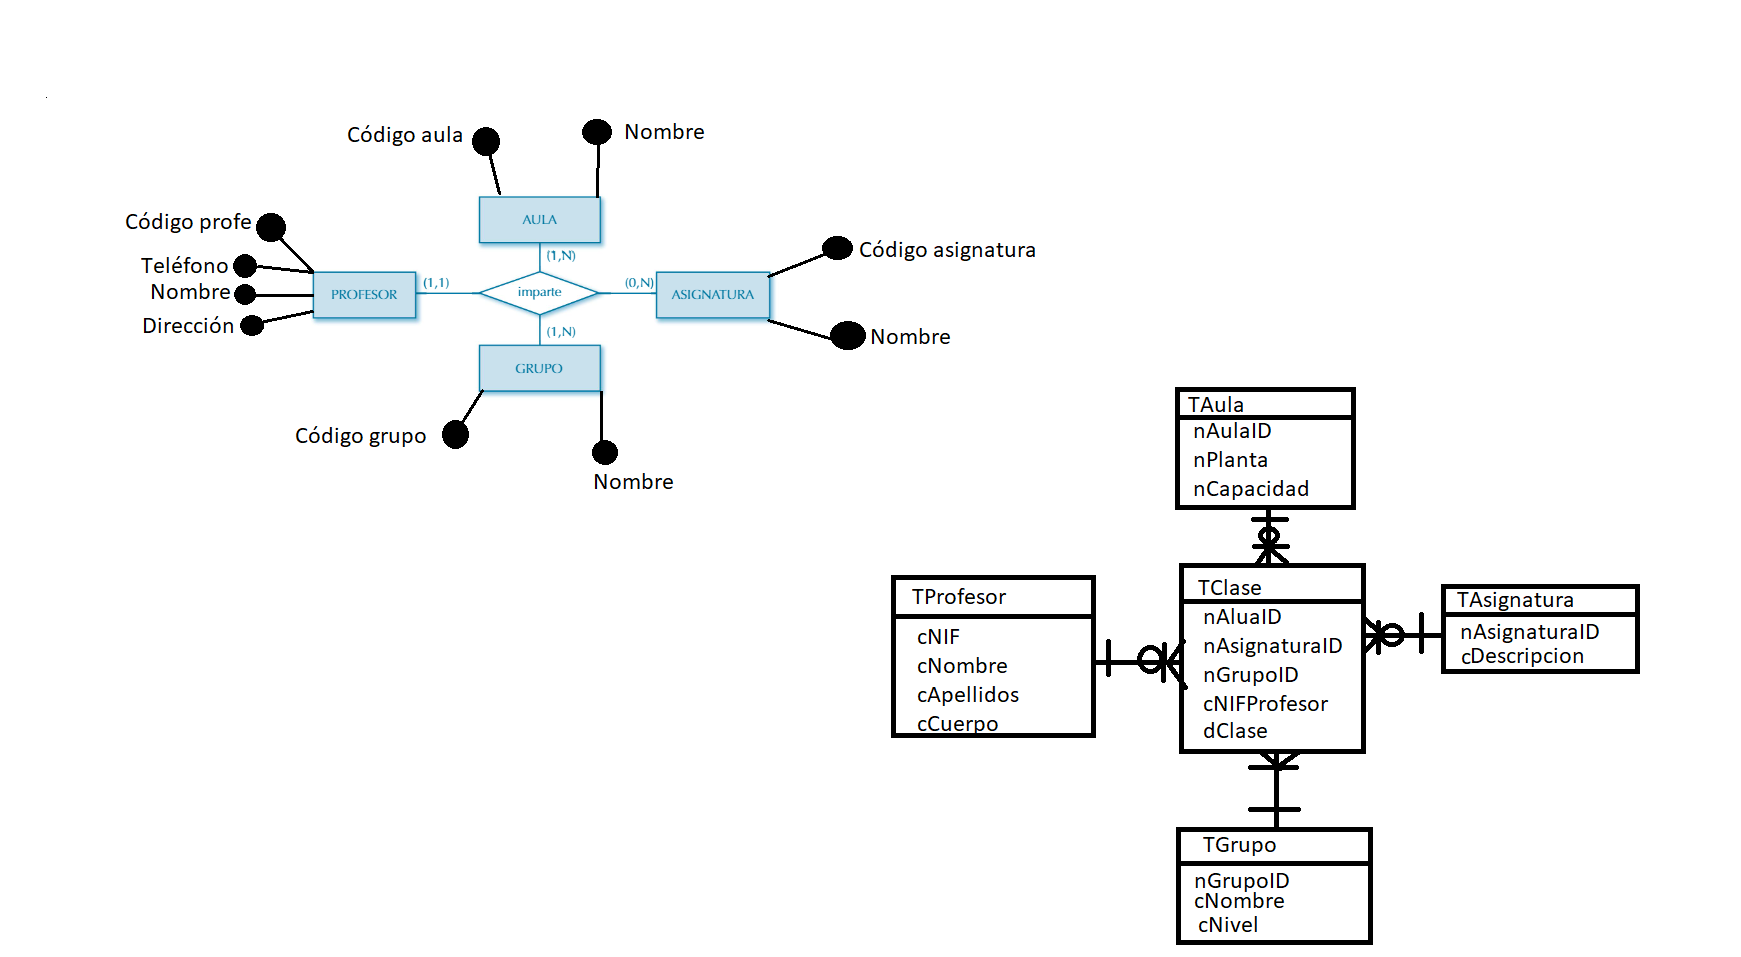 Código aula
Nombre
AULA
Código profe
Teléfono
Nombre
Dirección
PROFESOR
(1,1)
(1,N)
imparte
(0,N)
ASIGNATURA
Código asignatura
Nombre
(1,N)
GRUPO
Código grupo
Nombre
TAula
nAulaID
nPlanta
nCapacidad
TProfesor
cNIF
cNombre
cApellidos
cCuerpo
TClase
nAluaID
nAsignaturaID
nGrupoID
cNIFProfesor
dClase
TAsignatura
nAsignaturaID
cDescripcion
TGrupo
nGrupoID
cNombre
cNivel